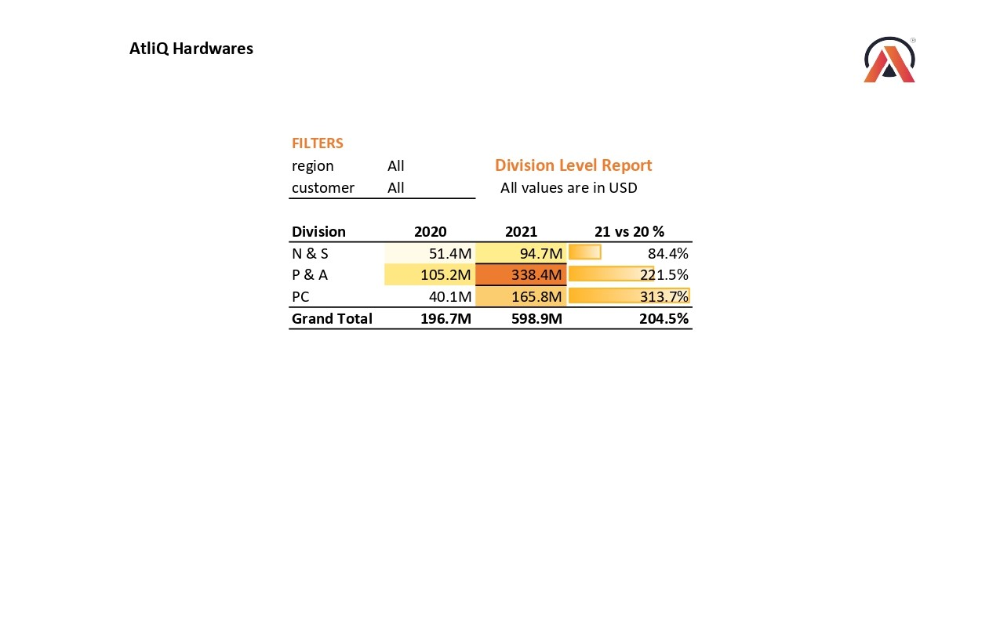 AtliQ Hardwares
®
FILTERS
region All Division Level Report
customer All All values are in USD
Division 2020 2021 21 vs 20 %
N & S 51.4M 94.7M 84.4%
P & A 105.2M 338.4M 221.5%
PC 40.1M 165.8M 313.7%
Grand Total 196.7M 598.9M 204.5%